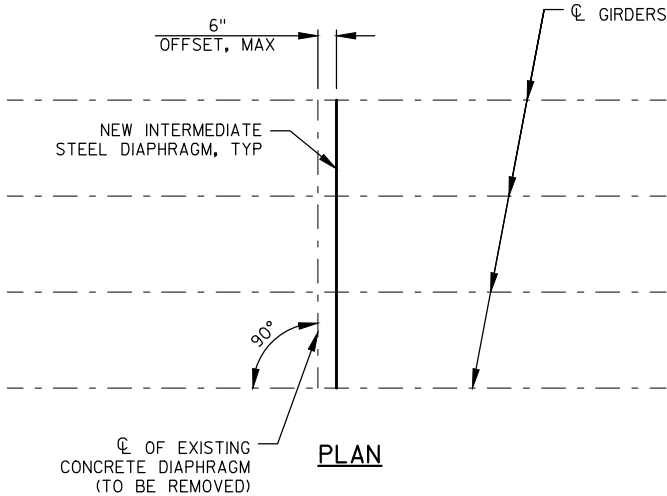 6"
OFFSET, MAX
℄ GIRDERS
NEW INTERMEDIATE
STEEL DIAPHRAGM, TYP
90°
℄ OF EXISTING
CONCRETE DIAPHRAGM
(TO BE REMOVED)
PLAN